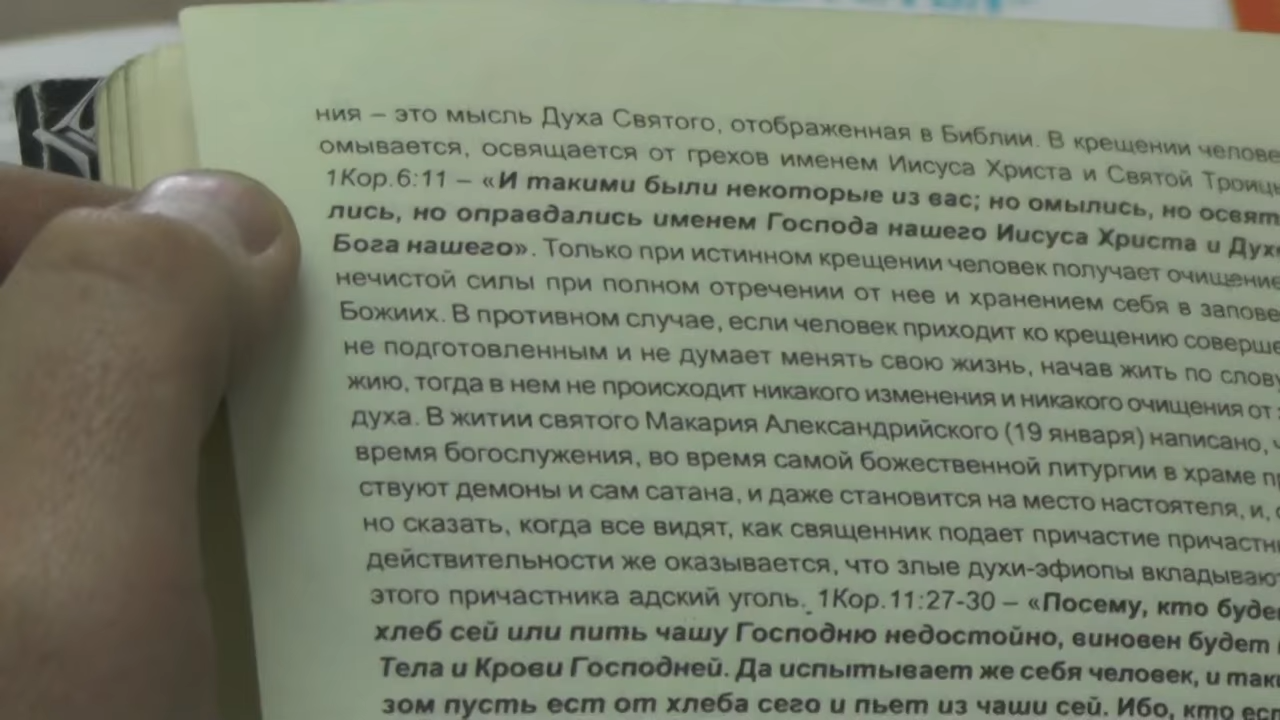 ния – это мысль Духа Святого, отображенная в Библии. В крещении челове
омывается, освящается от грехов именем Иисуса Христа и Святой Троиц
1Кор.6:11 – «И такими были некоторые из вас; но омылись, но освят
лись, но оправдались именем Господа нашего Иисуса Христа и Дух
Бога нашего». Только при истинном крещении человек получает очищение
нечистой силы при полном отречении от нее и хранением себя в запове
Божиих. В противном случае, если человек приходит ко крещению соверше
не подготовленным и не думает менять свою жизнь, начав жить по слову
жию, тогда в нем не происходит никакого изменения и никакого очищения от
духа. В житии святого Макария Александрийского (19 января) написано,
время богослужения, во время самой божественной литургии в храме пр
ствуют демоны и сам сатана, и даже становится на место настоятеля, и,
но сказать, когда все видят, как священник подает причастие причастн
действительности же оказывается, что злые духи-эфиопы вкладывают
этого причастника адский уголь. 1Кор.11:27-30 – «Посему, кто буде
хлеб сей или пить чашу Господню недостойно, виновен будет
Тела и Крови Господней. Да испытывает же себя человек, и так
зом пусть ест от хлеба сего и пьет из чаши сей. Ибо, кто ест